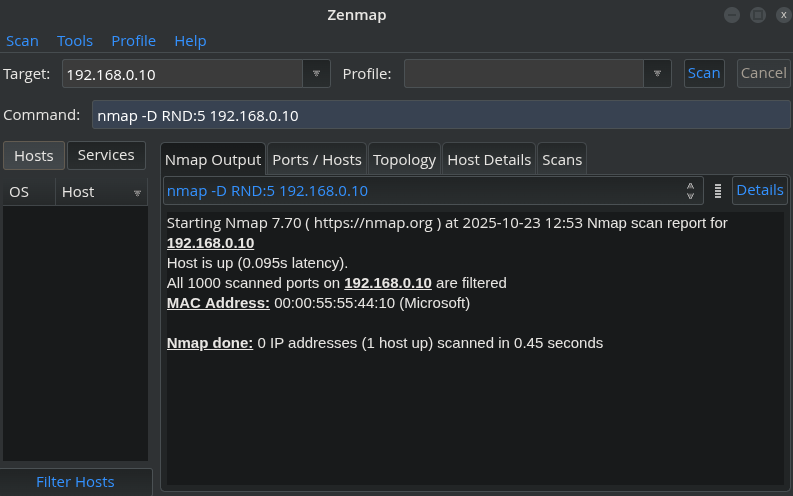 Zenmap
Scan Tools Profile Help
Target: 192.168.0.10 Profile: Scan Cancel
Command: nmap -D RND:5 192.168.0.10
Hosts Services
Nmap Output Ports / Hosts Topology Host Details Scans
OS Host
nmap -D RND:5 192.168.0.10 Details
Starting Nmap 7.70 ( https://nmap.org ) at 2025-10-23 12:53 Nmap scan report for
192.168.0.10
Host is up (0.095s latency).
All 1000 scanned ports on 192.168.0.10 are filtered
MAC Address: 00:00:55:55:44:10 (Microsoft)
Nmap done: 0 IP addresses (1 host up) scanned in 0.45 seconds
Filter Hosts